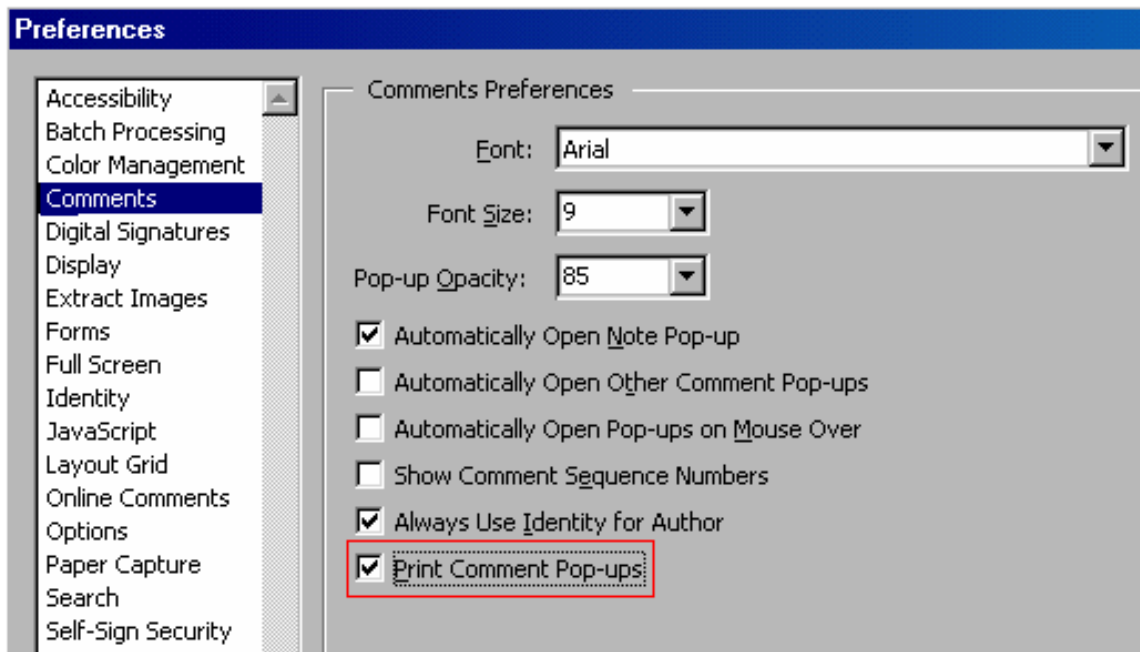 Preferences
Accessibility
Batch Processing
Color Management
Comments
Digital Signatures
Display
Extract Images
Forms
Full Screen
Identity
JavaScript
Layout Grid
Online Comments
Options
Paper Capture
Search
Self-Sign Security
Comments Preferences
Font: Arial
Font Size: 9
Pop-up Opacity: 85
Automatically Open Note Pop-up
Automatically Open Other Comment Pop-ups
Automatically Open Pop-ups on Mouse Over
Show Comment Sequence Numbers
Always Use Identity for Author
Print Comment Pop-ups